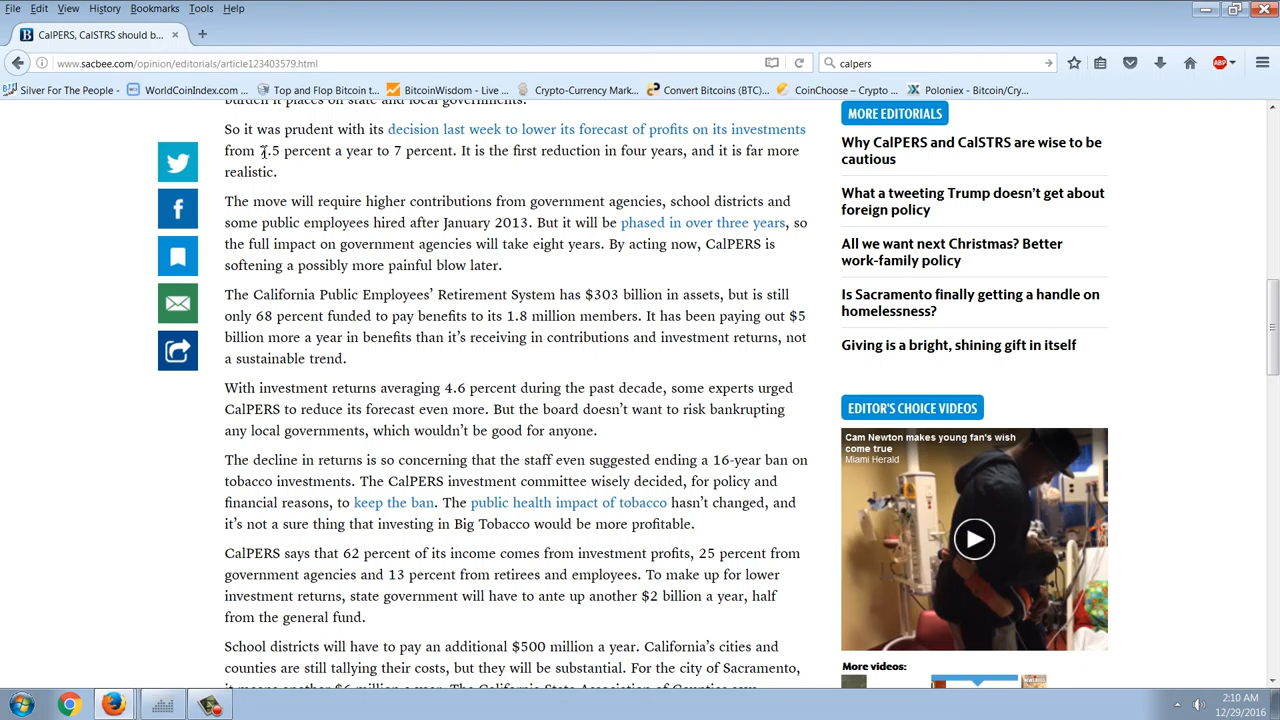 File Edit View History Bookmarks Tools Help
CalPERS, CalSTRS should b...
www.sacbee.com/opinion/editorials/article123403579.html
calpers
ABP
Silver For The People - WorldCoinIndex.com ... Top and Flop Bitcoin t... BitcoinWisdom - Live ... Crypto-Currency Mark... Convert Bitcoins (BTC)... CoinChoose – Crypto ... Poloniex - Bitcoin/Cry...
burden it places on state and local governments.
So it was prudent with its decision last week to lower its forecast of profits on its investments
from 7.5 percent a year to 7 percent. It is the first reduction in four years, and it is far more
realistic.
The move will require higher contributions from government agencies, school districts and
some public employees hired after January 2013. But it will be phased in over three years, so
the full impact on government agencies will take eight years. By acting now, CalPERS is
softening a possibly more painful blow later.
The California Public Employees’ Retirement System has $303 billion in assets, but is still
only 68 percent funded to pay benefits to its 1.8 million members. It has been paying out $5
billion more a year in benefits than it’s receiving in contributions and investment returns, not
a sustainable trend.
With investment returns averaging 4.6 percent during the past decade, some experts urged
CalPERS to reduce its forecast even more. But the board doesn’t want to risk bankrupting
any local governments, which wouldn’t be good for anyone.
The decline in returns is so concerning that the staff even suggested ending a 16-year ban on
tobacco investments. The CalPERS investment committee wisely decided, for policy and
financial reasons, to keep the ban. The public health impact of tobacco hasn’t changed, and
it’s not a sure thing that investing in Big Tobacco would be more profitable.
CalPERS says that 62 percent of its income comes from investment profits, 25 percent from
government agencies and 13 percent from retirees and employees. To make up for lower
investment returns, state government will have to ante up another $2 billion a year, half
from the general fund.
School districts will have to pay an additional $500 million a year. California’s cities and
counties are still tallying their costs, but they will be substantial. For the city of Sacramento,
MORE EDITORIALS
Why CalPERS and CalSTRS are wise to be
cautious
What a tweeting Trump doesn’t get about
foreign policy
All we want next Christmas? Better
work-family policy
Is Sacramento finally getting a handle on
homelessness?
Giving is a bright, shining gift in itself
EDITOR'S CHOICE VIDEOS
Cam Newton makes young fan's wish
come true
Miami Herald
More videos:
2:10 AM
12/29/2016